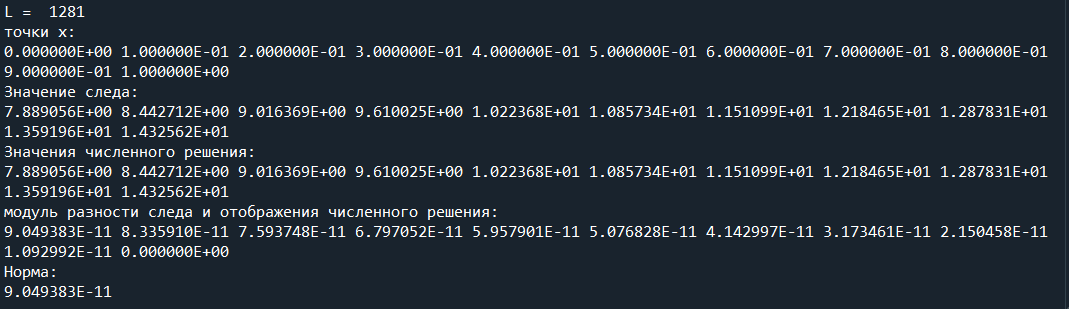 L =  1281
точки x:
0.000000E+00 1.000000E-01 2.000000E-01 3.000000E-01 4.000000E-01 5.000000E-01 6.000000E-01 7.000000E-01 8.000000E-01
9.000000E-01 1.000000E+00
Значение следа:
7.889056E+00 8.442712E+00 9.016369E+00 9.610025E+00 1.022368E+01 1.085734E+01 1.151099E+01 1.218465E+01 1.287831E+01
1.359196E+01 1.432562E+01
Значения численного решения:
7.889056E+00 8.442712E+00 9.016369E+00 9.610025E+00 1.022368E+01 1.085734E+01 1.151099E+01 1.218465E+01 1.287831E+01
1.359196E+01 1.432562E+01
модуль разности следа и отображения численного решения:
9.049383E-11 8.335910E-11 7.593748E-11 6.797052E-11 5.957901E-11 5.076828E-11 4.142997E-11 3.173461E-11 2.150458E-11
1.092992E-11 0.000000E+00
Норма:
9.049383E-11